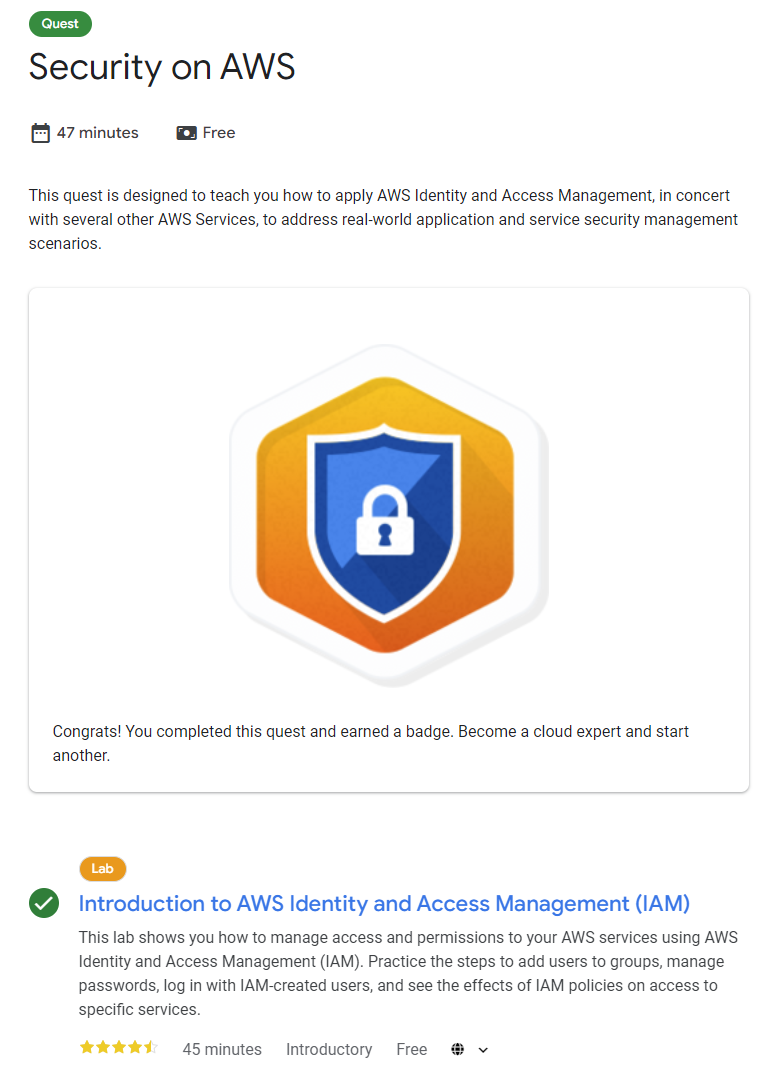 Quest
Security on AWS
47 minutes Free
This quest is designed to teach you how to apply AWS Identity and Access Management, in concert
with several other AWS Services, to address real-world application and service security management
scenarios.
Congrats! You completed this quest and earned a badge. Become a cloud expert and start
another.
Lab
Introduction to AWS Identity and Access Management (IAM)
This lab shows you how to manage access and permissions to your AWS services using AWS
Identity and Access Management (IAM). Practice the steps to add users to groups, manage
passwords, log in with IAM-created users, and see the effects of IAM policies on access to
specific services.
45 minutes Introductory Free